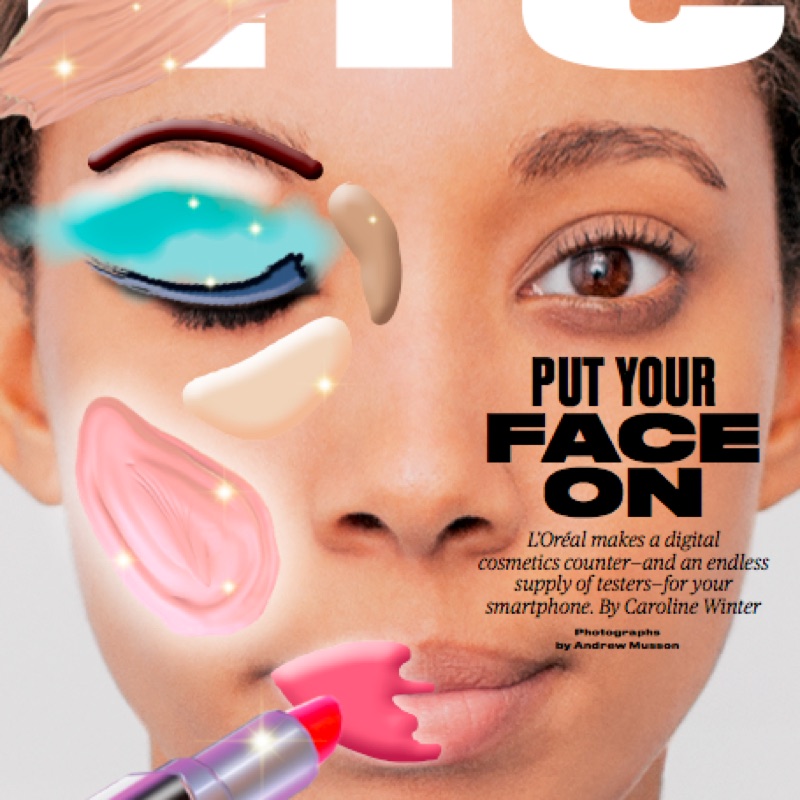 ETC
PUT YOUR
FACE
ON
L'Oréal makes a digital
cosmetics counter–and an endless
supply of testers–for your
smartphone. By Caroline Winter
Photographs
by Andrew Musson